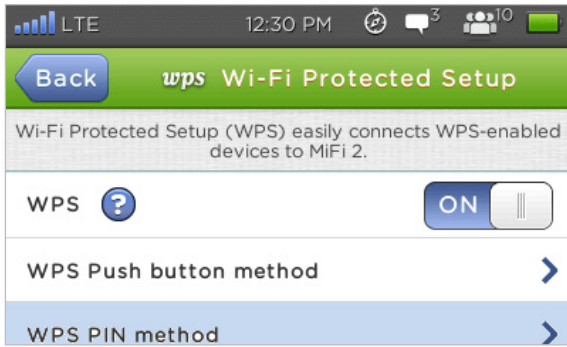 LTE 12:30 PM 3 10
Back wps Wi-Fi Protected Setup
Wi-Fi Protected Setup (WPS) easily connects WPS-enabled
devices to MiFi 2.
WPS ? ON
WPS Push button method
WPS PIN method